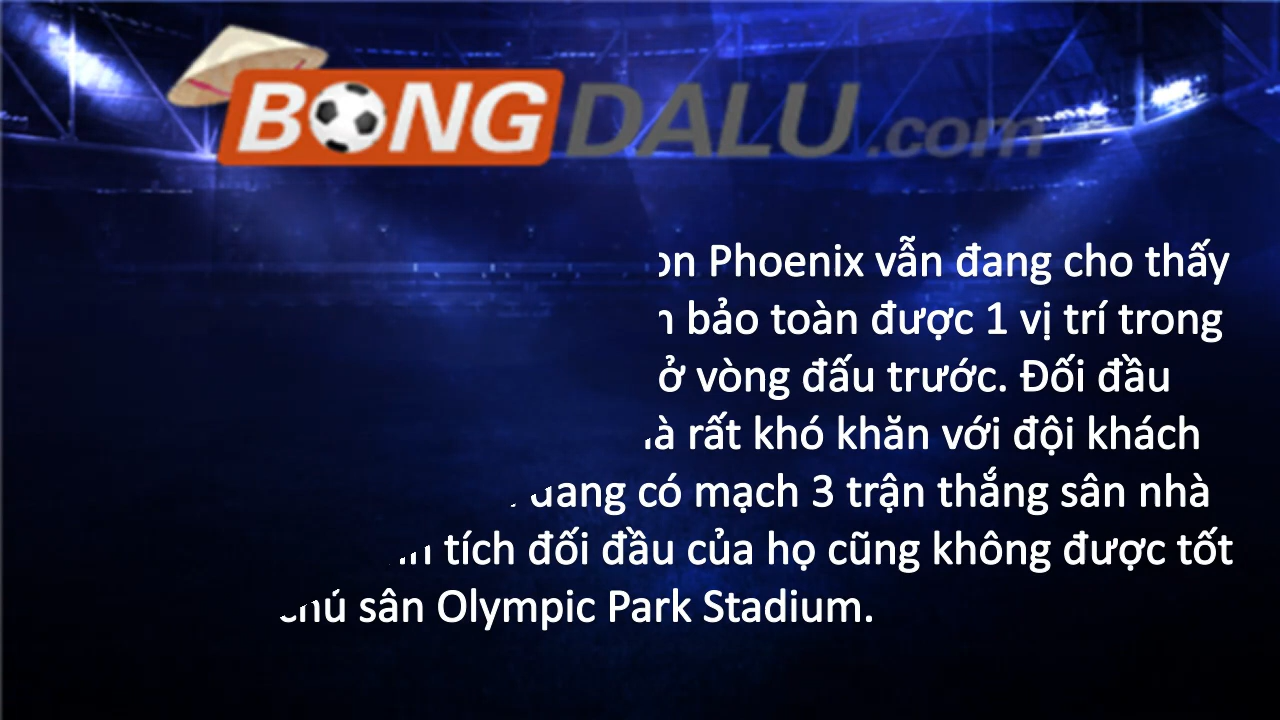 BONGDALU.com
Phoenix vẫn đang cho thấy
bảo toàn được 1 vị trí trong
ở vòng đấu trước. Đối đầu
rất khó khăn với đội khách
đang có mạch 3 trận thắng sân nhà
tích đối đầu của họ cũng không được tốt
sân Olympic Park Stadium.